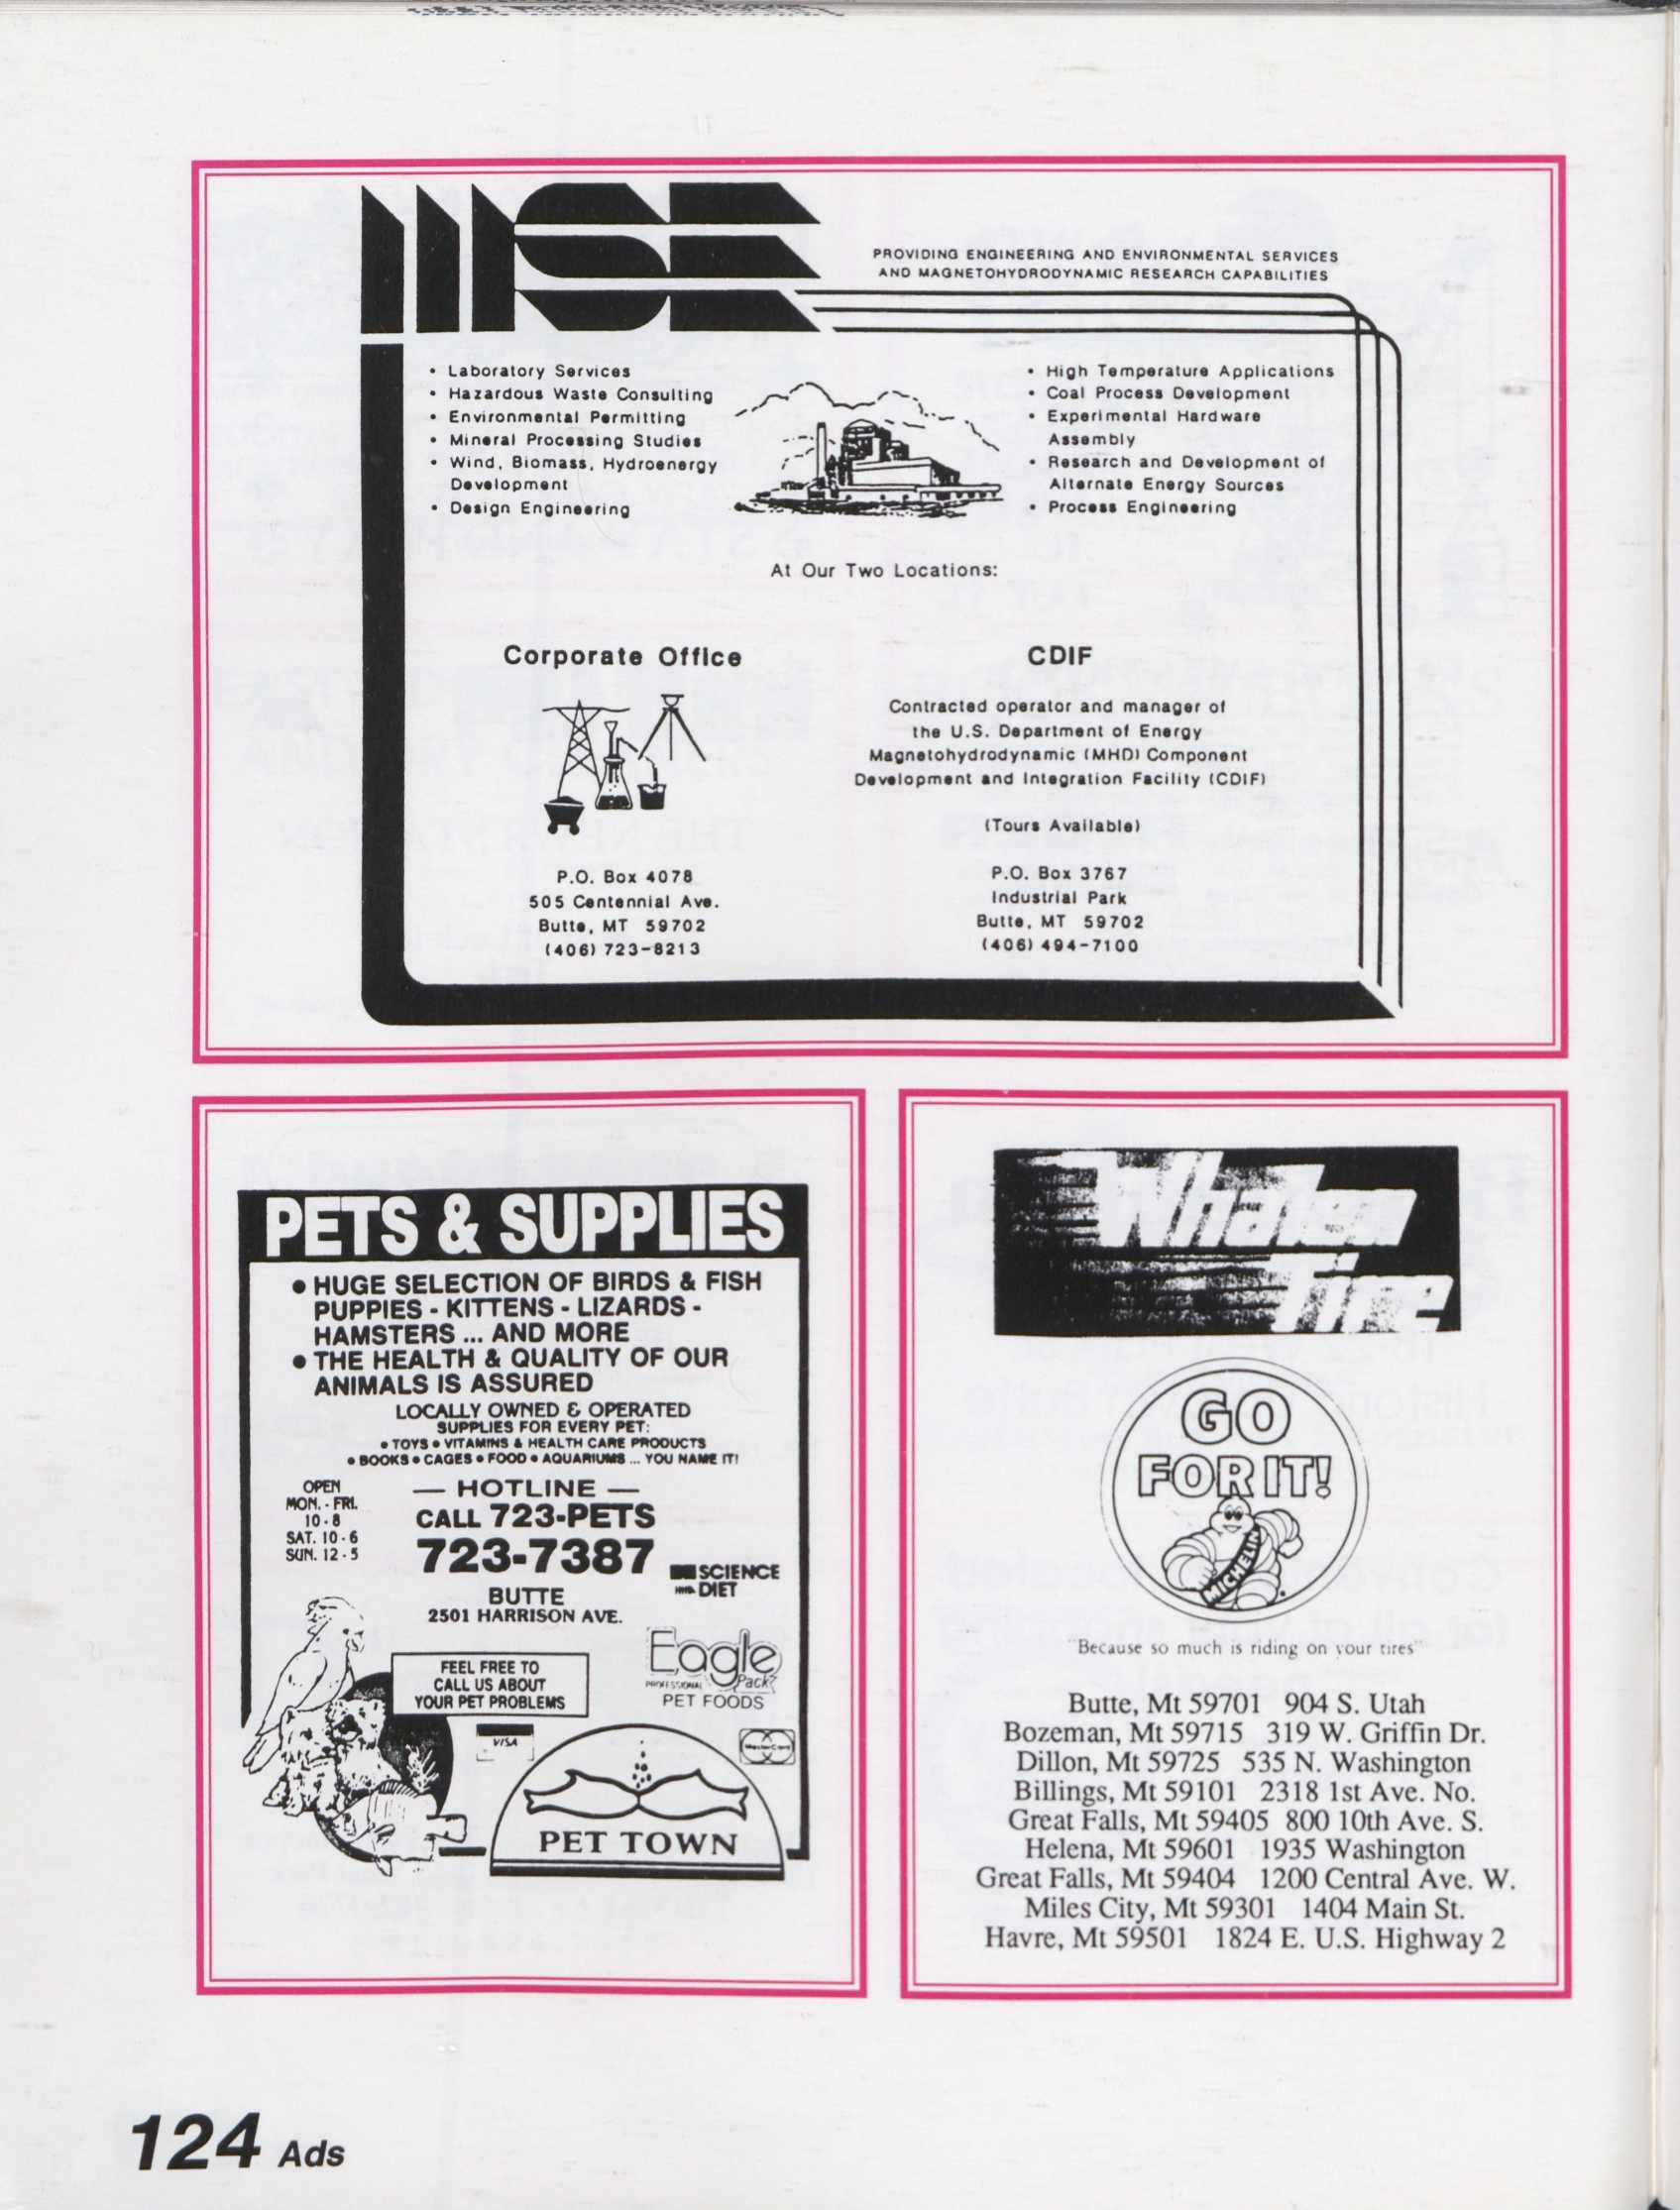 MSE
PROVIDING ENGINEERING AND ENVIRONMENTAL SERVICES
AND MAGNETOHYDRODYNAMIC RESEARCH CAPABILITIES
• Laboratory Services
• Hazardous Waste Consulting
• Environmental Permitting
• Mineral Processing Studies
• Wind, Biomass, Hydroenergy
Development
• Design Engineering
• High Temperature Applications
• Coal Process Development
• Experimental Hardware
Assembly
• Research and Development of
Alternate Energy Sources
• Process Engineering
At Our Two Locations:
Corporate Office
P.O. Box 4078
505 Centennial Ave.
Butte, MT 59702
(406) 723-8213
CDIF
Contracted operator and manager of
the U.S. Department of Energy
Magnetohydrodynamic (MHD) Component
Development and Integration Facility (CDIF)
(Tours Available)
P.O. Box 3767
Industrial Park
Butte, MT 59702
(406) 494-7100
PETS & SUPPLIES
• HUGE SELECTION OF BIRDS & FISH
PUPPIES - KITTENS - LIZARDS -
HAMSTERS ... AND MORE
• THE HEALTH & QUALITY OF OUR
ANIMALS IS ASSURED
LOCALLY OWNED & OPERATED
SUPPLIES FOR EVERY PET:
• TOYS • VITAMINS & HEALTH CARE PRODUCTS
• BOOKS • CAGES • FOOD • AQUARIUMS ... YOU NAME IT!
OPEN
MON. - FRI.
10 - 8
SAT. 10 - 6
SUN. 12 - 5
— HOTLINE —
CALL 723-PETS
723-7387
BUTTE
2501 HARRISON AVE.
SCIENCE
DIET
FEEL FREE TO
CALL US ABOUT
YOUR PET PROBLEMS
Eagle
PROFESSIONAL Pack
PET FOODS
VISA
MasterCard
PET TOWN
Whalen
Tire
GO
FOR IT!
MICHELIN
"Because so much is riding on your tires"
Butte, Mt 59701 904 S. Utah
Bozeman, Mt 59715 319 W. Griffin Dr.
Dillon, Mt 59725 535 N. Washington
Billings, Mt 59101 2318 1st Ave. No.
Great Falls, Mt 59405 800 10th Ave. S.
Helena, Mt 59601 1935 Washington
Great Falls, Mt 59404 1200 Central Ave. W.
Miles City, Mt 59301 1404 Main St.
Havre, Mt 59501 1824 E. U.S. Highway 2
124 Ads